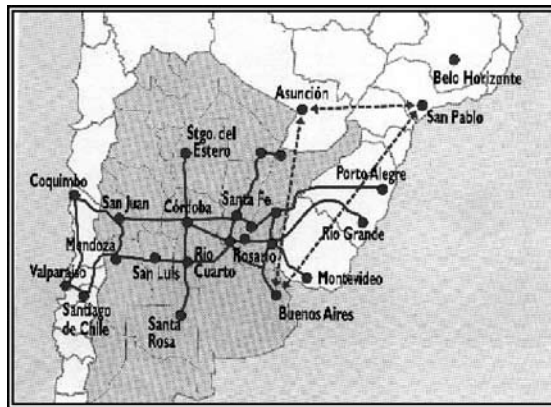 Belo Horizonte
Asunción
San Pablo
Stgo. del
Estero
Coquimbo
San Juan
Córdoba
Santa Fe
Porto Alegre
Mendoza
Rio Grande
Valparaíso
San Luis
Río
Cuarto
Rosario
Montevideo
Santiago
de Chile
Santa
Rosa
Buenos Aires